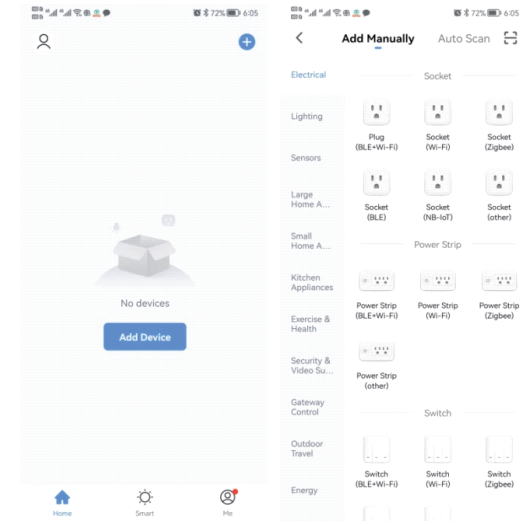 72% 6:05
No devices
Add Device
Home
Smart
Me
72% 6:05
Add Manually
Auto Scan
Electrical
Lighting
Sensors
Large
Home A...
Small
Home A...
Kitchen
Appliances
Exercise &
Health
Security &
Video Su...
Gateway
Control
Outdoor
Travel
Energy
Socket
Plug
(BLE+Wi-Fi)
Socket
(Wi-Fi)
Socket
(Zigbee)
Socket
(BLE)
Socket
(NB-IoT)
Socket
(other)
Power Strip
Power Strip
(BLE+Wi-Fi)
Power Strip
(Wi-Fi)
Power Strip
(Zigbee)
Power Strip
(other)
Switch
Switch
(BLE+Wi-Fi)
Switch
(Wi-Fi)
Switch
(Zigbee)